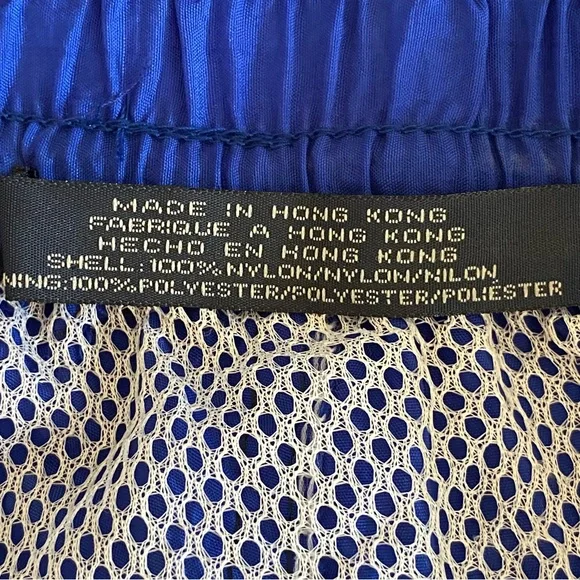 MADE IN HONG KONG
FABRIQUE A HONG KONG
HECHO EN HONG KONG
SHELL:100%NYLON/NYLON/NILON
NING:100%POLYESTER/POLYESTER/POLIESTER